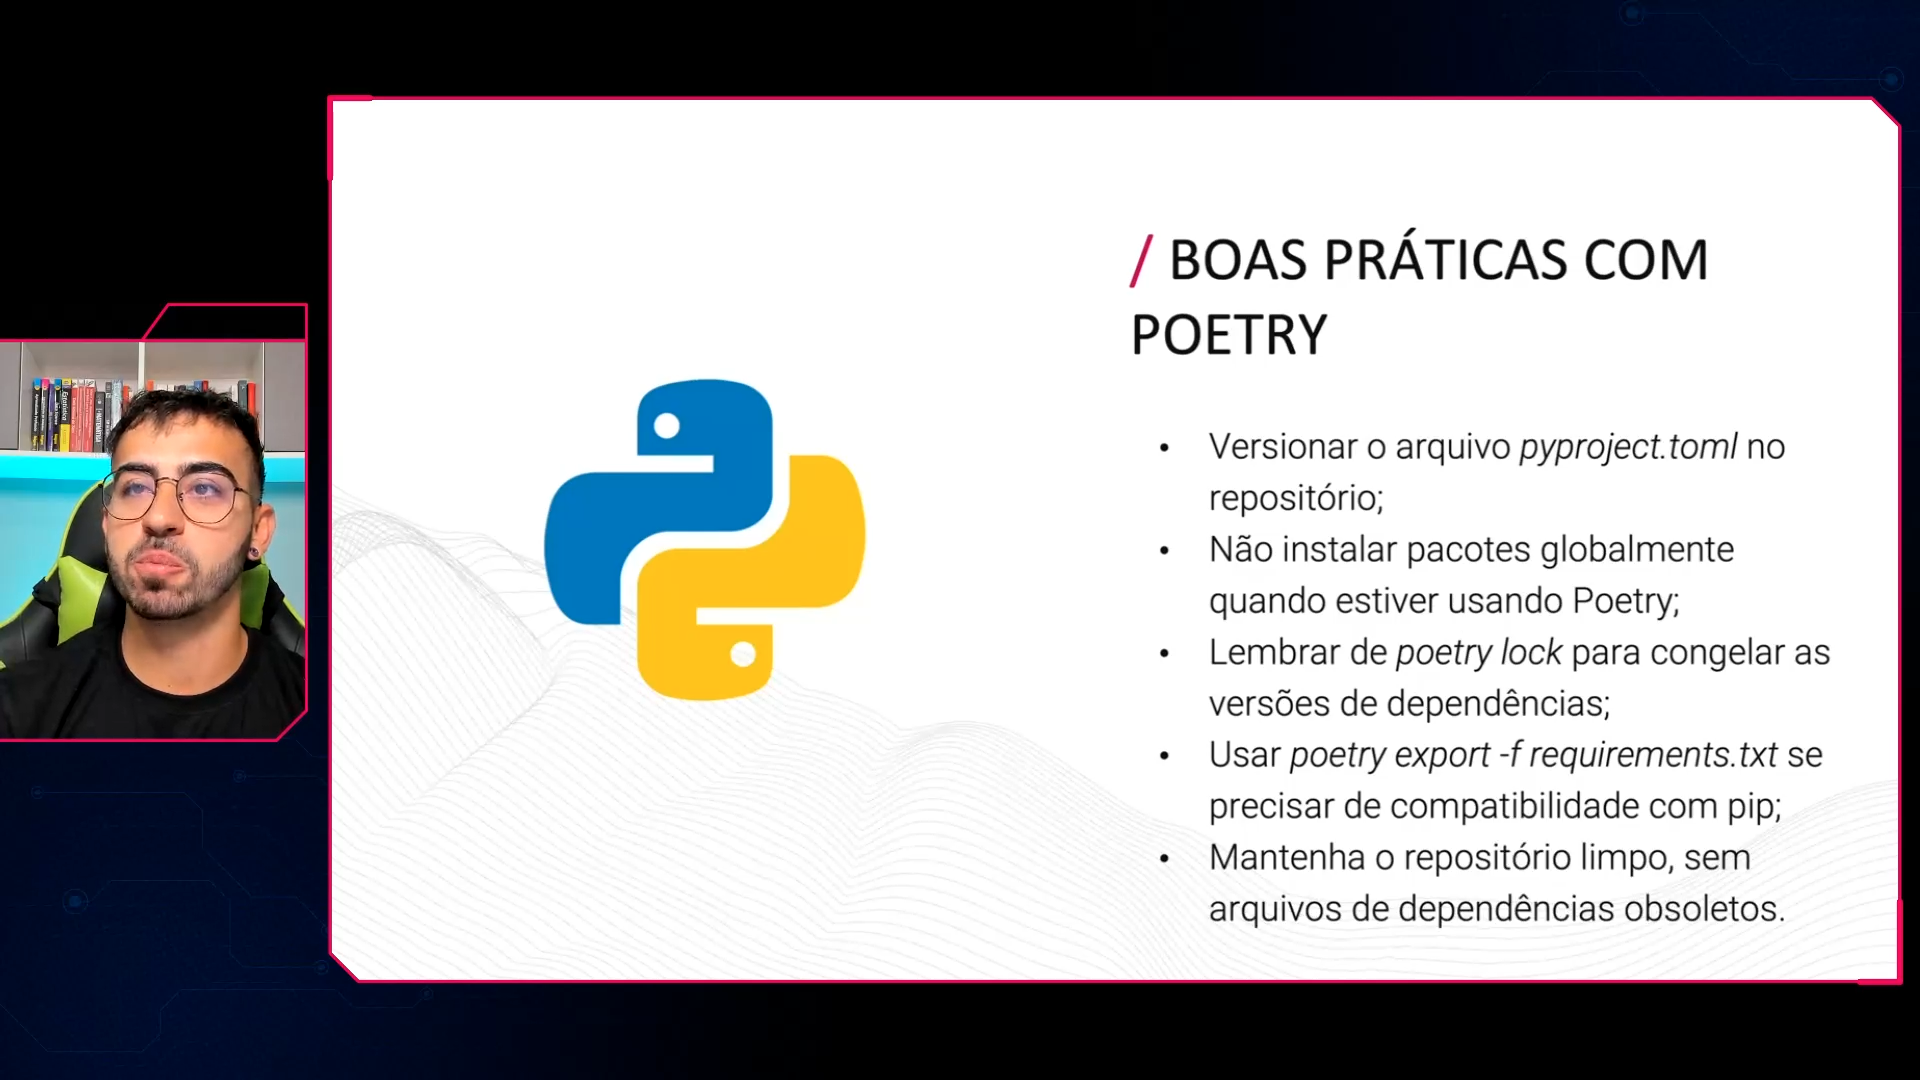 / BOAS PRÁTICAS COM
POETRY
• Versionar o arquivo pyproject.toml no
repositório;
• Não instalar pacotes globalmente
quando estiver usando Poetry;
• Lembrar de poetry lock para congelar as
versões de dependências;
• Usar poetry export -f requirements.txt se
precisar de compatibilidade com pip;
• Mantenha o repositório limpo, sem
arquivos de dependências obsoletos.